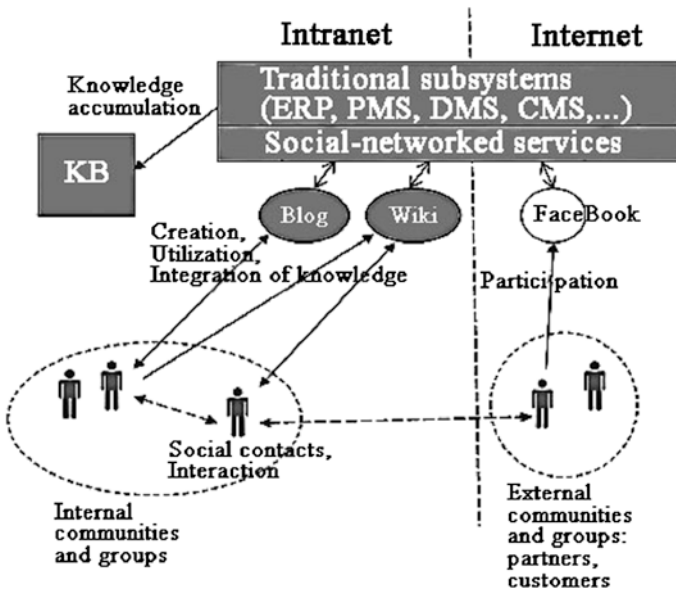 Intranet
Internet
Knowledge
accumulation
Traditional subsystems
(ERP, PMS, DMS, CMS,...)
Social-networked services
KB
Blog
Wiki
FaceBook
Creation,
Utilization,
Integration of knowledge
Participation
Social contacts,
Interaction
Internal
communities
and groups
External
communities
and groups:
partners,
customers